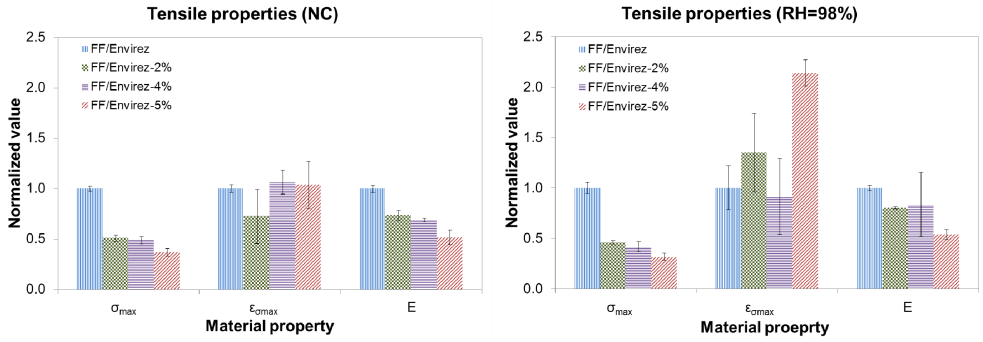 Tensile properties (NC)
2.5
2.0
1.5
1.0
0.5
0.0
Normalized value
FF/Envirez
FF/Envirez-2%
FF/Envirez-4%
FF/Envirez-5%
σmax
εσmax
E
Material property
Tensile properties (RH=98%)
2.5
2.0
1.5
1.0
0.5
0.0
Normalized value
FF/Envirez
FF/Envirez-2%
FF/Envirez-4%
FF/Envirez-5%
σmax
εσmax
E
Material proeprty